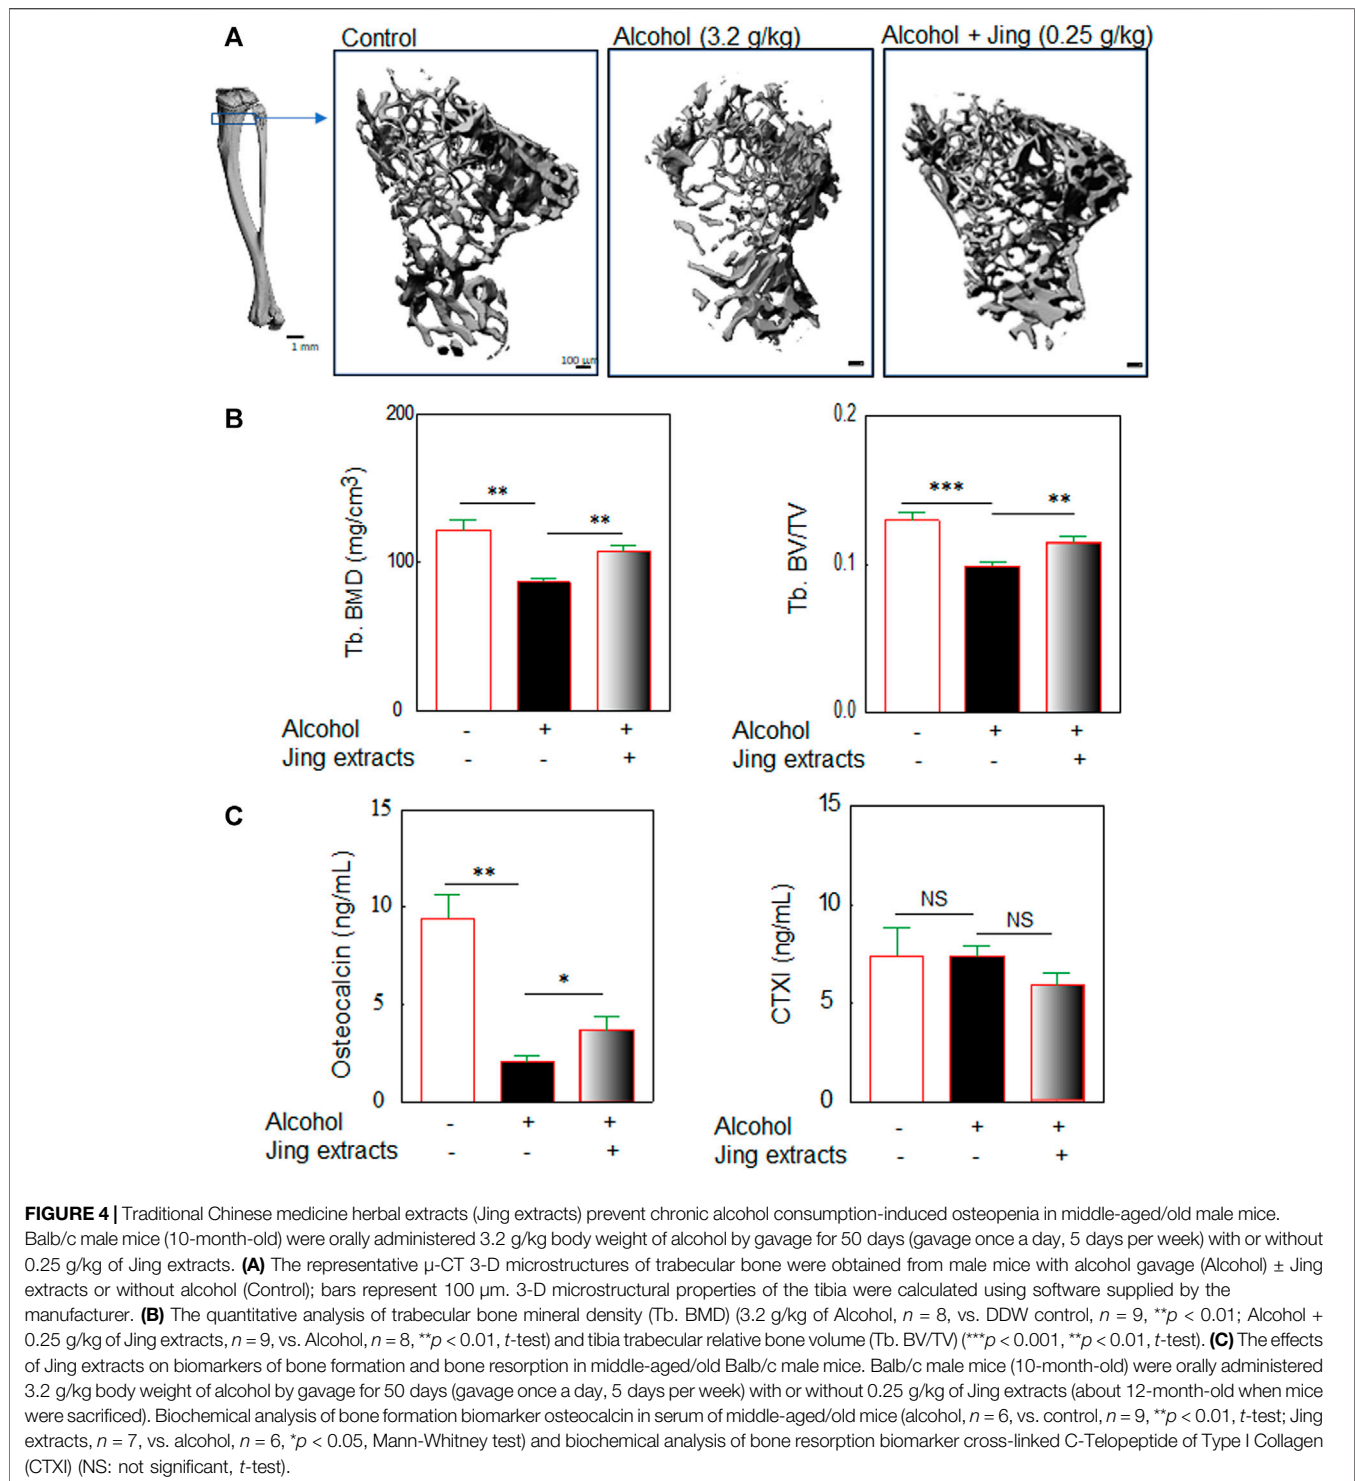 A
Control
Alcohol (3.2 g/kg)
Alcohol + Jing (0.25 g/kg)
1 mm
100 µm
B
200
100
0
Tb. BMD (mg/cm³)
**
**
Alcohol - + +
Jing extracts - - +
0.2
0.1
0.0
Tb. BV/TV
***
**
Alcohol - + +
Jing extracts - - +
C
15
10
5
0
Osteocalcin (ng/mL)
**
*
Alcohol - + +
Jing extracts - - +
15
10
5
0
CTXI (ng/mL)
NS
NS
Alcohol - + +
Jing extracts - - +
FIGURE 4 | Traditional Chinese medicine herbal extracts (Jing extracts) prevent chronic alcohol consumption-induced osteopenia in middle-aged/old male mice.
Balb/c male mice (10-month-old) were orally administered 3.2 g/kg body weight of alcohol by gavage for 50 days (gavage once a day, 5 days per week) with or without
0.25 g/kg of Jing extracts. (A) The representative µ-CT 3-D microstructures of trabecular bone were obtained from male mice with alcohol gavage (Alcohol) ± Jing
extracts or without alcohol (Control); bars represent 100 µm. 3-D microstructural properties of the tibia were calculated using software supplied by the
manufacturer. (B) The quantitative analysis of trabecular bone mineral density (Tb. BMD) (3.2 g/kg of Alcohol, n = 8, vs. DDW control, n = 9, **p < 0.01; Alcohol +
0.25 g/kg of Jing extracts, n = 9, vs. Alcohol, n = 8, **p < 0.01, t-test) and tibia trabecular relative bone volume (Tb. BV/TV) (***p < 0.001, **p < 0.01, t-test). (C) The effects
of Jing extracts on biomarkers of bone formation and bone resorption in middle-aged/old Balb/c male mice. Balb/c male mice (10-month-old) were orally administered
3.2 g/kg body weight of alcohol by gavage for 50 days (gavage once a day, 5 days per week) with or without 0.25 g/kg of Jing extracts (about 12-month-old when mice
were sacrificed). Biochemical analysis of bone formation biomarker osteocalcin in serum of middle-aged/old mice (alcohol, n = 6, vs. control, n = 9, **p < 0.01, t-test; Jing
extracts, n = 7, vs. alcohol, n = 6, *p < 0.05, Mann-Whitney test) and biochemical analysis of bone resorption biomarker cross-linked C-Telopeptide of Type I Collagen
(CTXI) (NS: not significant, t-test).